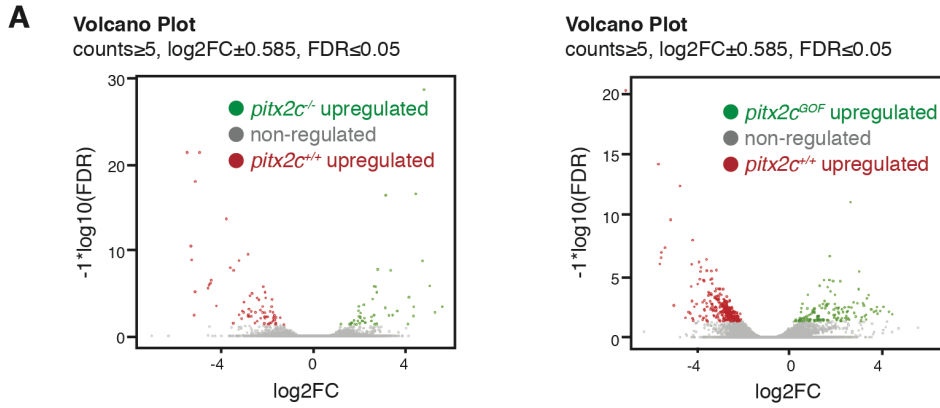 A
Volcano Plot
counts≥5, log2FC±0.585, FDR≤0.05
30
20
10
0
-1*log10(FDR)
pitx2c-/- upregulated
non-regulated
pitx2c+/+ upregulated
-4
0
4
log2FC
Volcano Plot
counts≥5, log2FC±0.585, FDR≤0.05
20
15
10
5
0
-1*log10(FDR)
pitx2cGOF upregulated
non-regulated
pitx2c+/+ upregulated
-4
0
4
log2FC